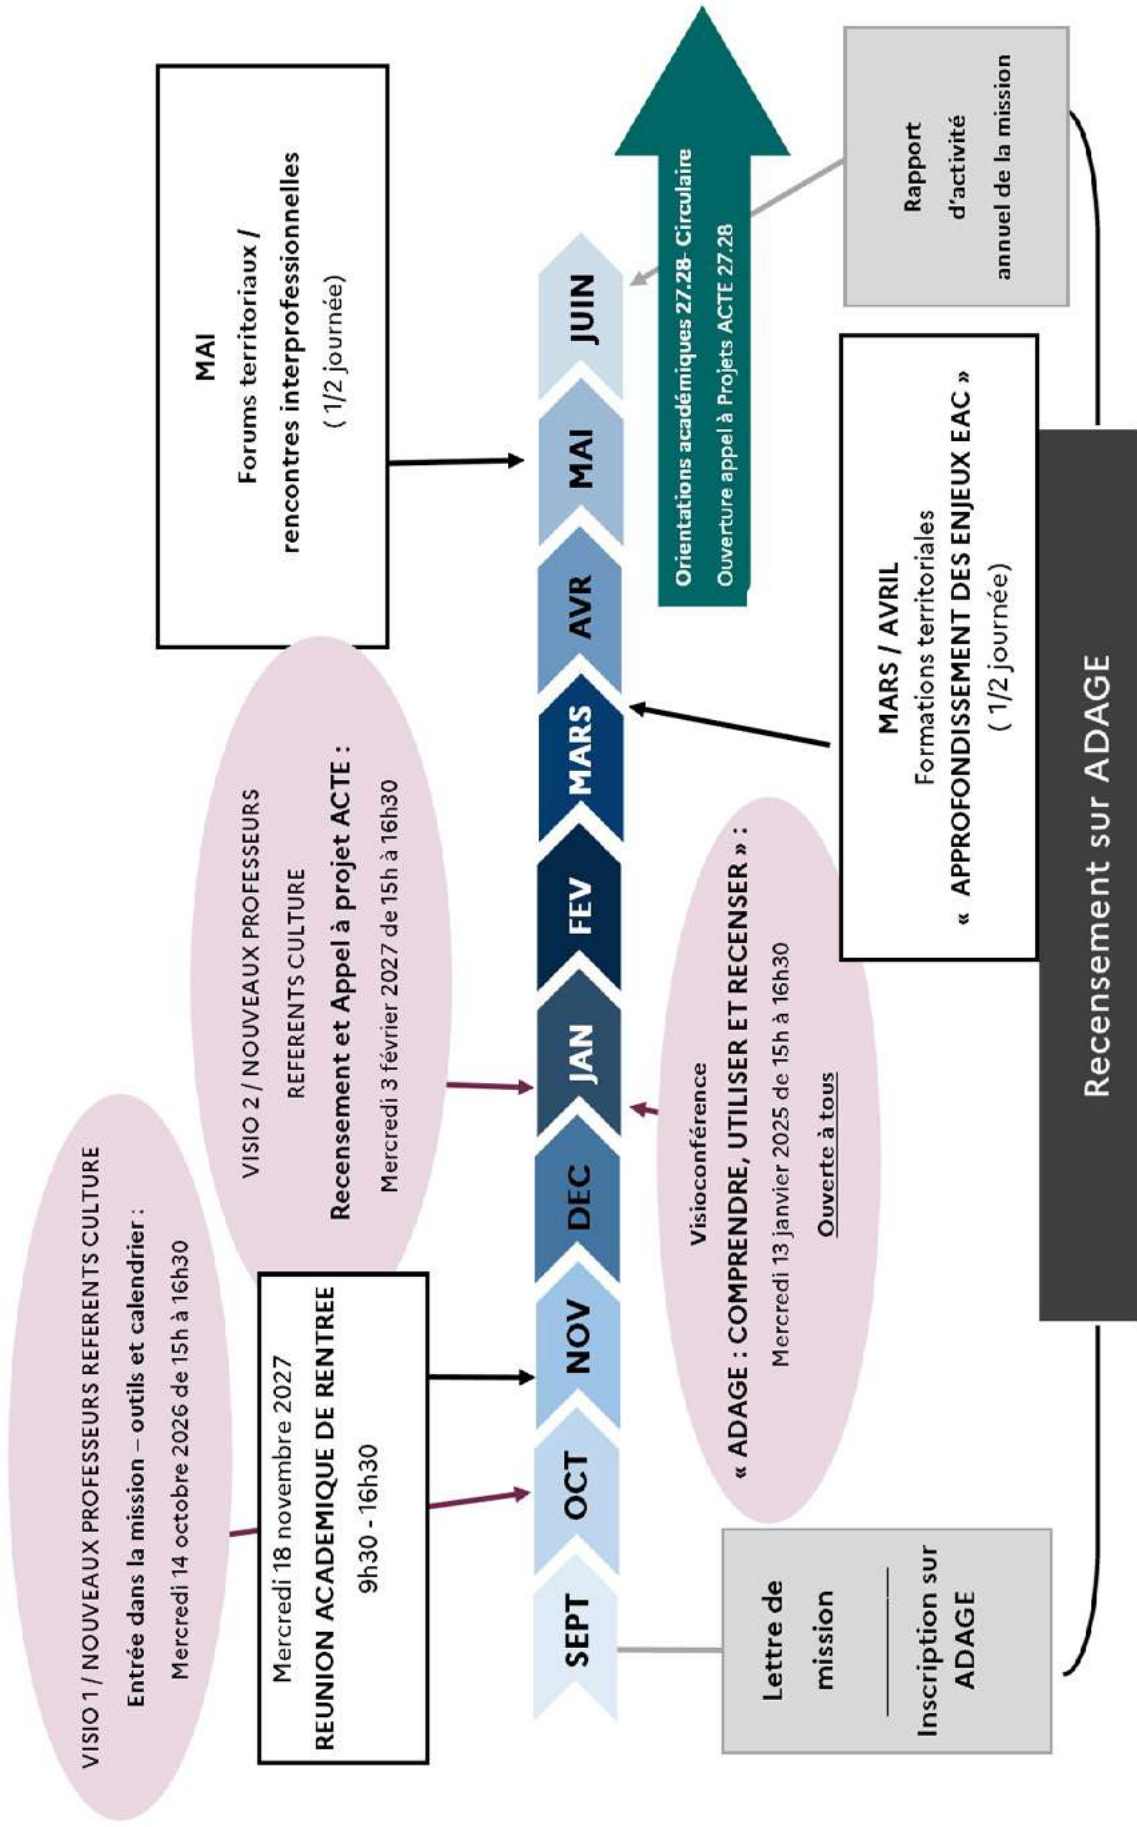 VISIO 1 / NOUVEAUX PROFESSEURS REFERENTS CULTURE
Entrée dans la mission – outils et calendrier :
Mercredi 14 octobre 2026 de 15h à 16h30
Mercredi 18 novembre 2027
REUNION ACADEMIQUE DE RENTREE
9h30 - 16h30
VISIO 2 / NOUVEAUX PROFESSEURS
REFERENTS CULTURE
Recensement et Appel à projet ACTE :
Mercredi 3 février 2027 de 15h à 16h30
MAI
Forums territoriaux /
rencontres interprofessionnelles
( 1/2 journée)
SEPT
OCT
NOV
DEC
JAN
FEV
MARS
AVR
MAI
JUIN
Orientations académiques 27.28- Circulaire
Ouverture appel à Projets ACTE 27.28
Lettre de
mission
Inscription sur
ADAGE
Visioconférence
« ADAGE : COMPRENDRE, UTILISER ET RECENSER » :
Mercredi 13 janvier 2025 de 15h à 16h30
Ouverte à tous
MARS / AVRIL
Formations territoriales
« APPROFONDISSEMENT DES ENJEUX EAC »
( 1/2 journée)
Rapport
d'activité
annuel de la mission
Recensement sur ADAGE